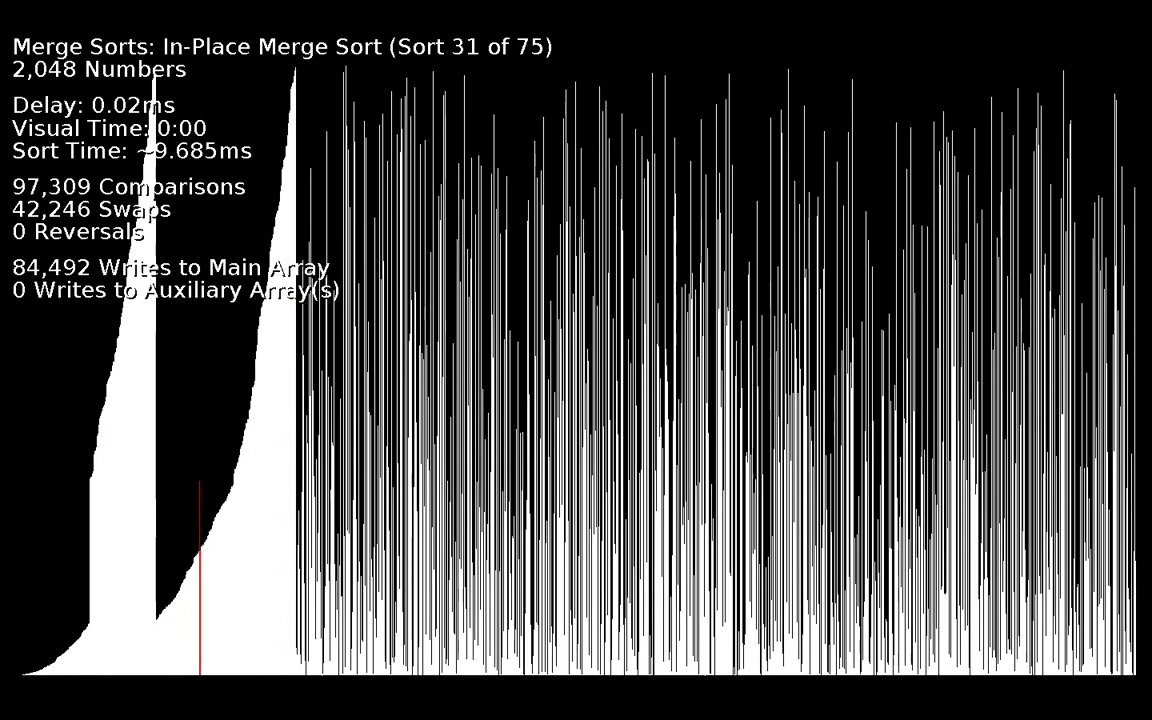 Merge Sorts: In-Place Merge Sort (Sort 31 of 75)
2,048 Numbers
Delay: 0.02ms
Visual Time: 0:00
Sort Time: ~9.685ms
97,309 Comparisons
42,246 Swaps
0 Reversals
84,492 Writes to Main Array
0 Writes to Auxiliary Array(s)